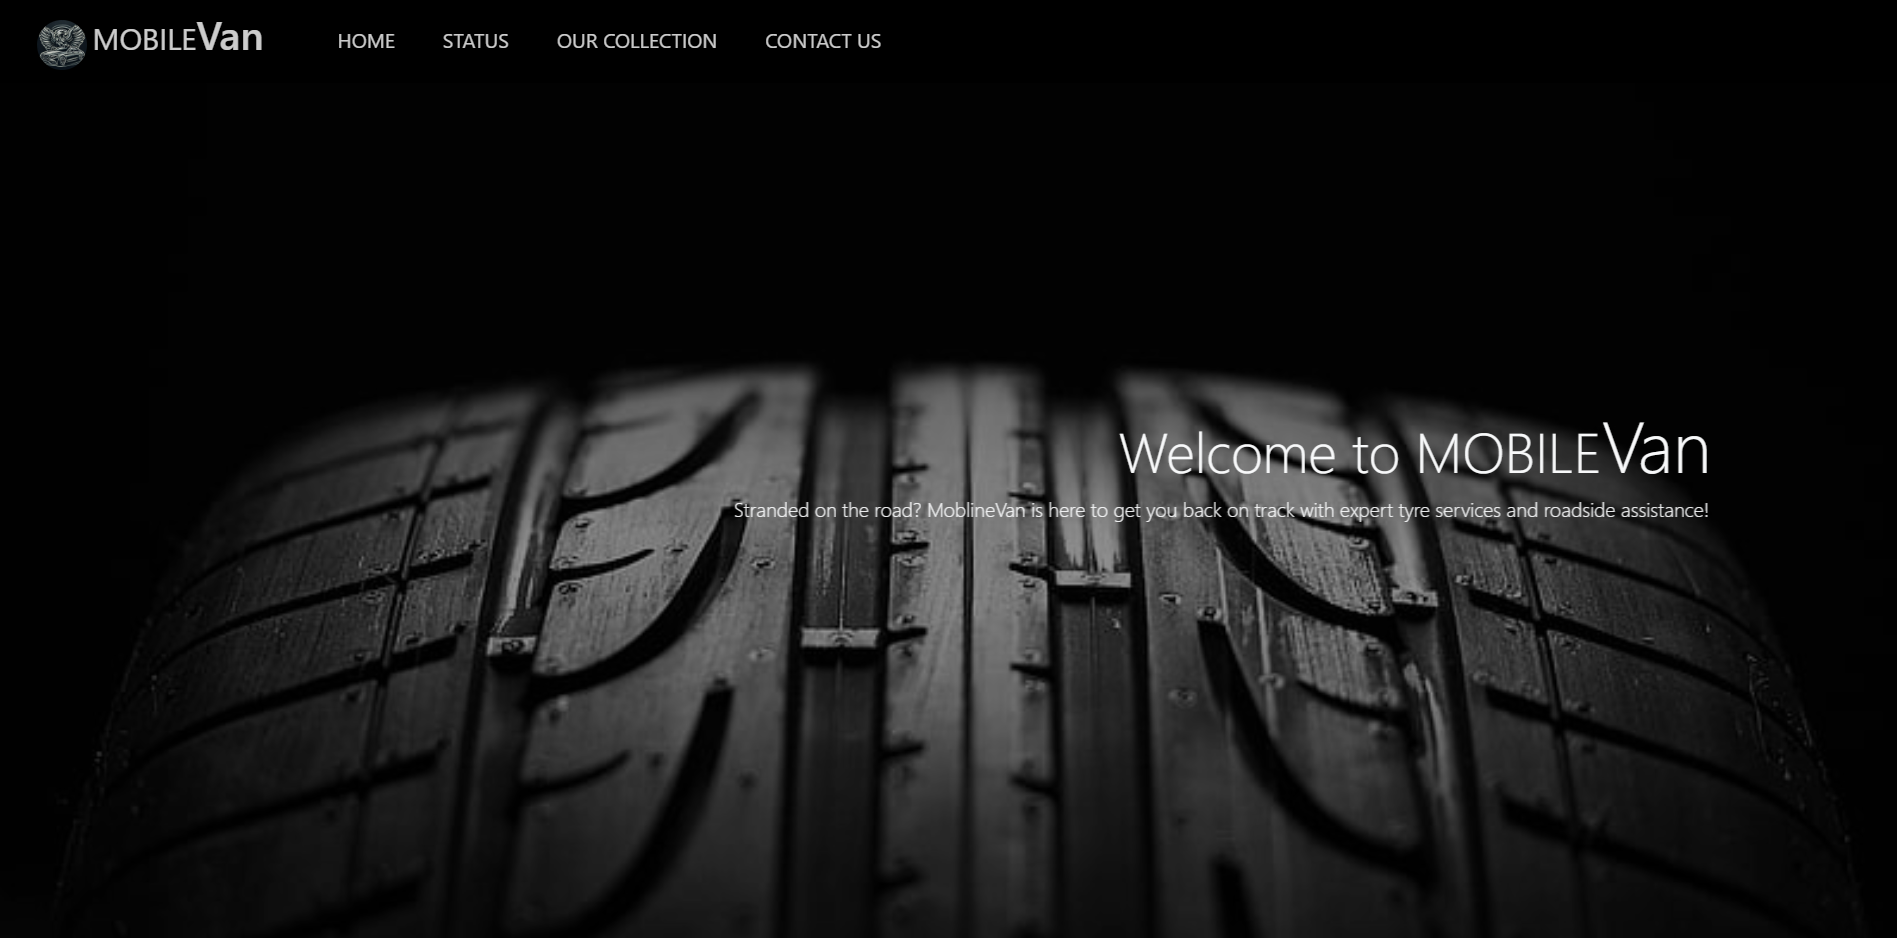 MOBILEVan
HOME
STATUS
OUR COLLECTION
CONTACT US
Welcome to MOBILEVan
Stranded on the road? MoblineVan is here to get you back on track with expert tyre services and roadside assistance!